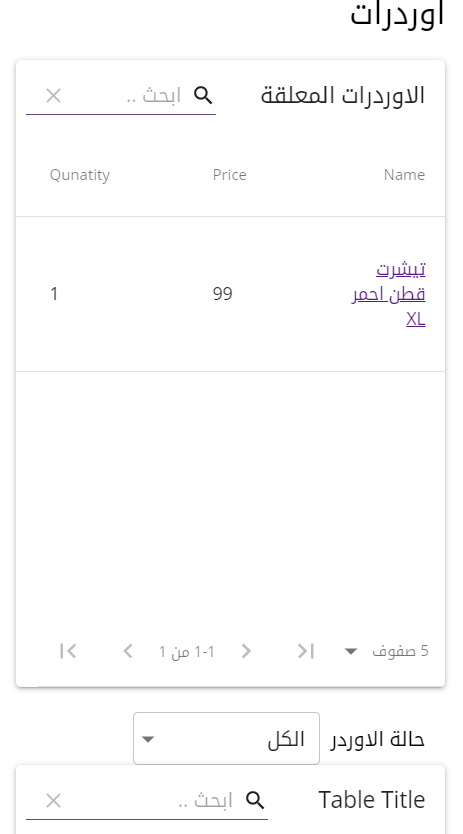 اوردرات
الاوردرات المعلقة
ابحث ..
Name Price Qunatity
تيشرت قطن احمر XL 99 1
5 صفوف 1-1 من 1
حالة الاوردر الكل
Table Title ابحث ..